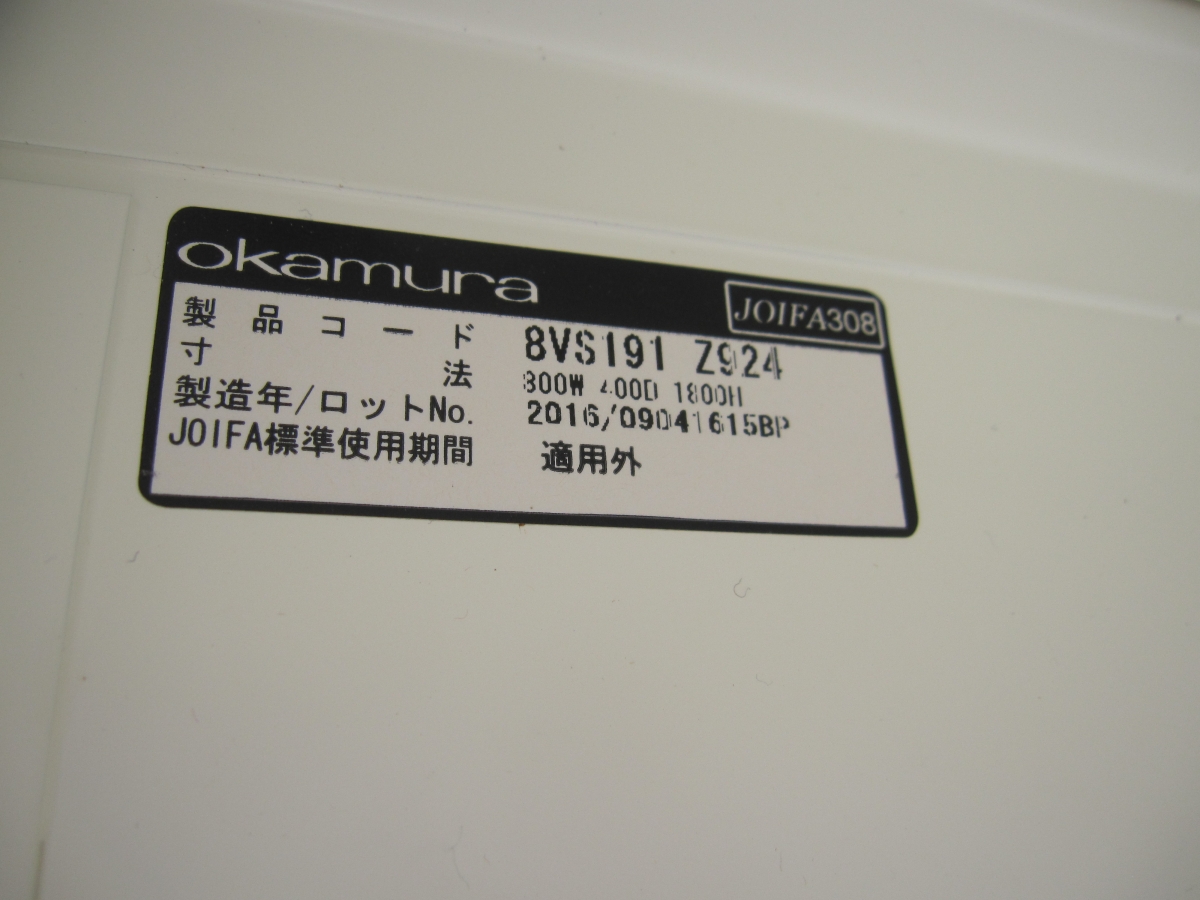 okamura
JOIFA308
製品コード 8VS191 Z924
寸法 800W 400D 1800H
製造年/ロットNo. 2016/09041615BP
JOIFA標準使用期間 適用外